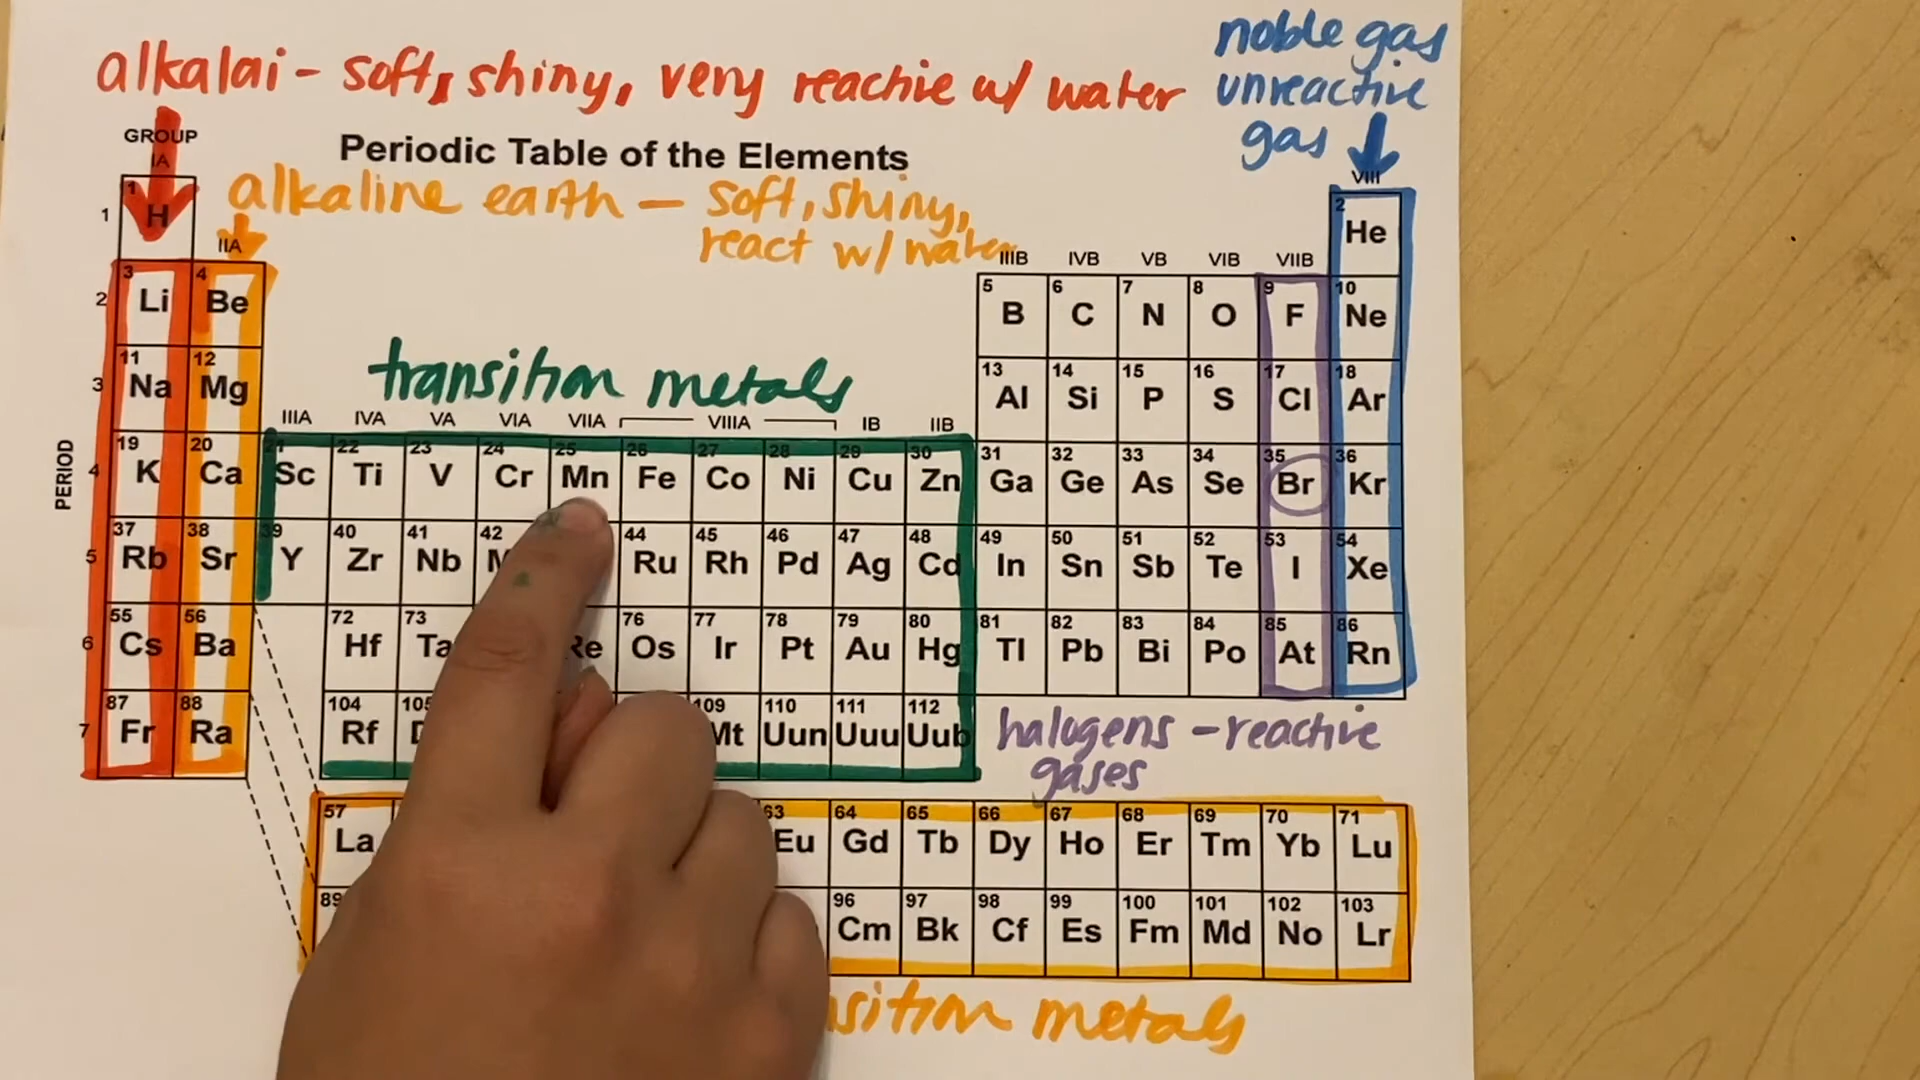 alkalai - soft, shiny, very reactie w/ water
noble gas
unreactive
gas
GROUP
IA
Periodic Table of the Elements
VIII
alkaline earth - soft, shiny,
react w/ water
1 H
2 He
1
IIA
IIIB IVB VB VIB VIIB
3 Li 4 Be 5 B 6 C 7 N 8 O 9 F 10 Ne
2
transition metals
11 Na 12 Mg 13 Al 14 Si 15 P 16 S 17 Cl 18 Ar
3
IIIA IVA VA VIA VIIA VIIIA IB IIB
PERIOD
4
19 K 20 Ca 21 Sc 22 Ti 23 V 24 Cr 25 Mn 26 Fe 27 Co 28 Ni 29 Cu 30 Zn 31 Ga 32 Ge 33 As 34 Se 35 Br 36 Kr
5
37 Rb 38 Sr 39 Y 40 Zr 41 Nb 42 44 Ru 45 Rh 46 Pd 47 Ag 48 Cd 49 In 50 Sn 51 Sb 52 Te 53 I 54 Xe
6
55 Cs 56 Ba 72 Hf 73 Ta Re 76 Os 77 Ir 78 Pt 79 Au 80 Hg 81 Tl 82 Pb 83 Bi 84 Po 85 At 86 Rn
7
87 Fr 88 Ra 104 Rf 105 109 Mt 110 Uun 111 Uuu 112 Uub
halogens - reactive
gases
57 La 63 Eu 64 Gd 65 Tb 66 Dy 67 Ho 68 Er 69 Tm 70 Yb 71 Lu
89 96 Cm 97 Bk 98 Cf 99 Es 100 Fm 101 Md 102 No 103 Lr
sition metals